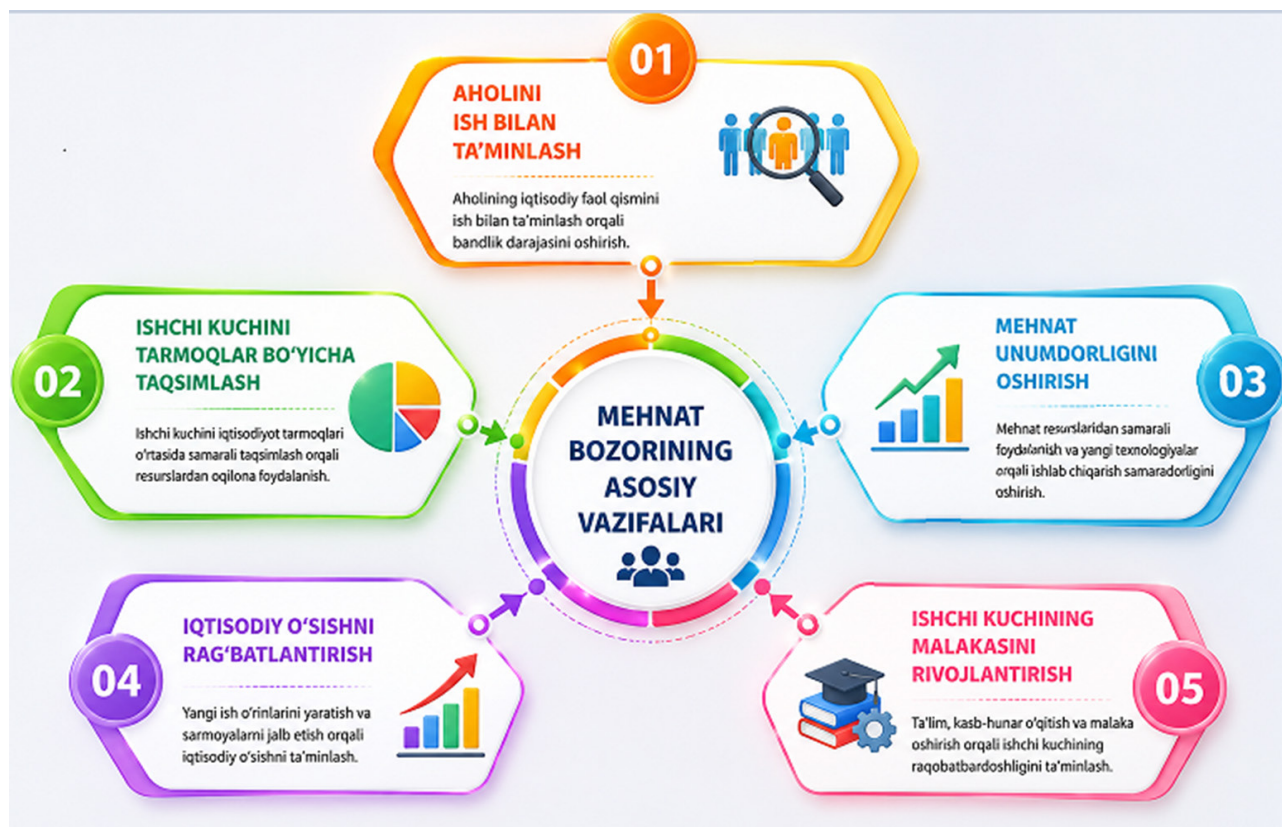 01
AHOLINI
ISH BILAN
TA’MINLASH
Aholining iqtisodiy faol qismini
ish bilan ta’minlash orqali
bandlik darajasini oshirish.
02
ISHCHI KUCHINI
TARMOQLAR BO‘YICHA
TAQSIMLASH
Ishchi kuchini iqtisodiyot tarmoqlari
o‘rtasida samarali taqsimlash orqali
resurslardan oqilona foydalanish.
MEHNAT
BOZORINING
ASOSIY
VAZIFALARI
03
MEHNAT
UNUMDORLIGINI
OSHIRISH
Mehnat resurslaridan samarali
foydalanish va yangi texnologiyalar
orqali ishlab chiqarish samaradorligini
oshirish.
04
IQTISODIY O‘SISHNI
RAG‘BATLANTIRISH
Yangi ish o‘rinlarini yaratish va
sarmoyalarni jalb etish orqali
iqtisodiy o‘sishni ta’minlash.
05
ISHCHI KUCHINING
MALAKASINI
RIVOJLANTIRISH
Ta’lim, kasb-hunar o‘qitish va malaka
oshirish orqali ishchi kuchining
raqobatbardoshligini ta’minlash.